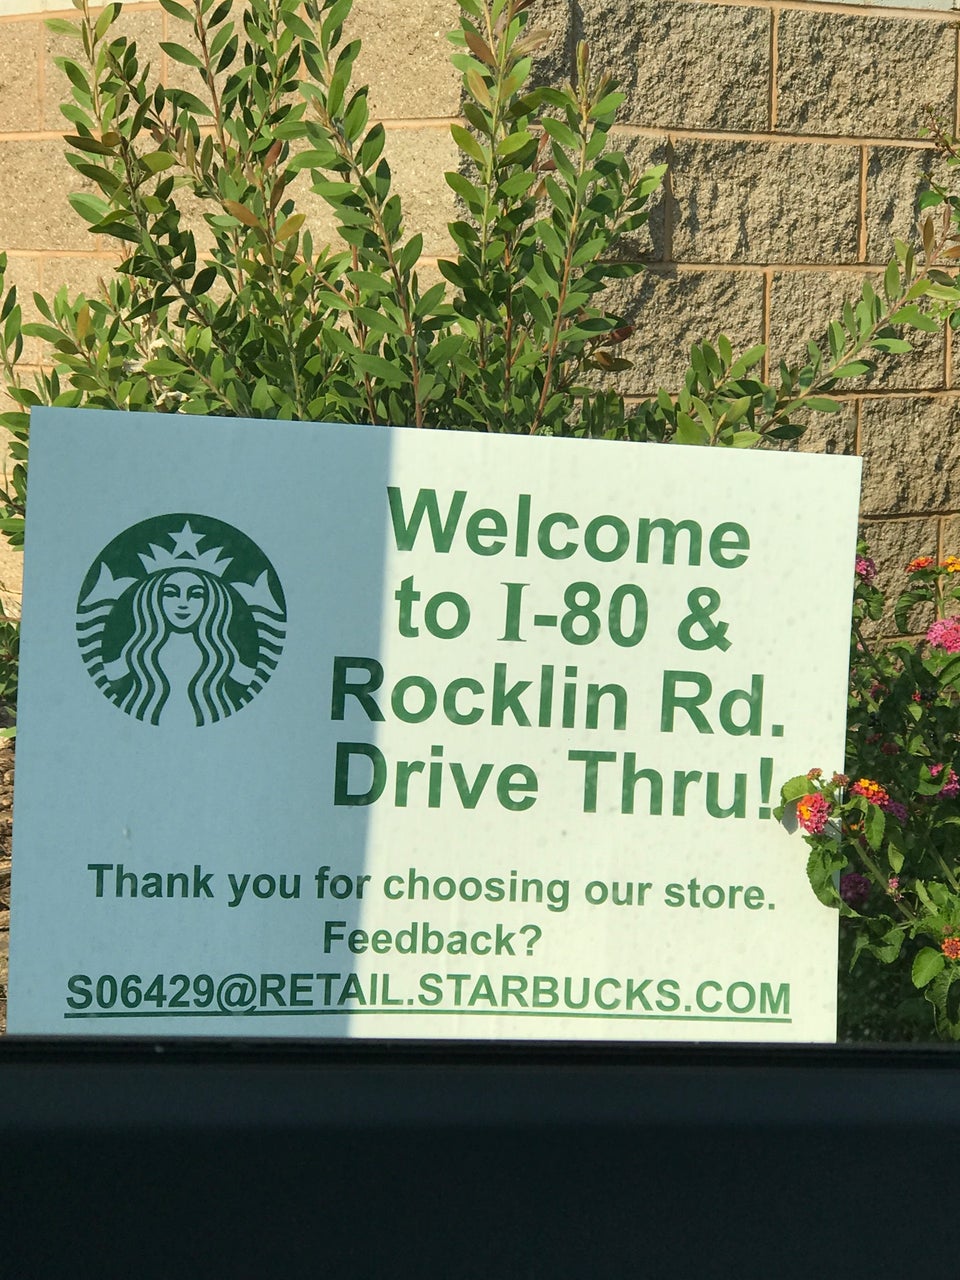 Welcome
to I-80 &
Rocklin Rd.
Drive Thru!
Thank you for choosing our store.
Feedback?
S06429@RETAIL.STARBUCKS.COM